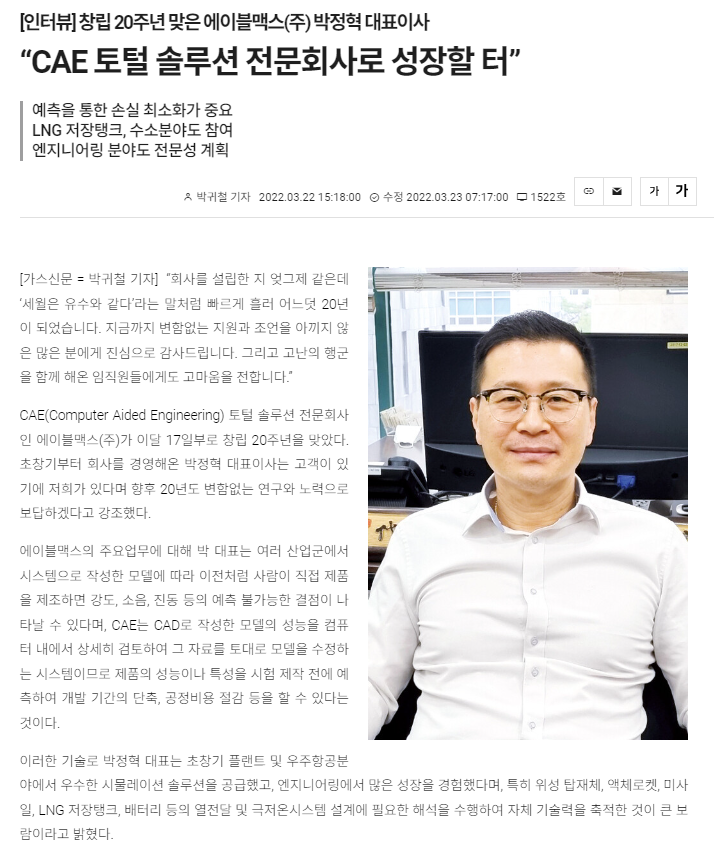 [인터뷰] 창립 20주년 맞은 에이블맥스(주) 박정혁 대표이사
“CAE 토털 솔루션 전문회사로 성장할 터”
예측을 통한 손실 최소화가 중요
LNG 저장탱크, 수소분야도 참여
엔지니어링 분야도 전문성 계획
박귀철 기자 2022.03.22 15:18:00 수정 2022.03.23 07:17:00 1522호 가 가
[가스신문 = 박귀철 기자] “회사를 설립한 지 엊그제 같은데
‘세월은 유수와 같다’라는 말처럼 빠르게 흘러 어느덧 20년
이 되었습니다. 지금까지 변함없는 지원과 조언을 아끼지 않
은 많은 분에게 진심으로 감사드립니다. 그리고 고난의 행군
을 함께 해온 임직원들에게도 고마움을 전합니다.”
CAE(Computer Aided Engineering) 토털 솔루션 전문회사
인 에이블맥스(주)가 이달 17일부로 창립 20주년을 맞았다.
초창기부터 회사를 경영해온 박정혁 대표이사는 고객이 있
기에 저희가 있다며 향후 20년도 변함없는 연구와 노력으로
보답하겠다고 강조했다.
에이블맥스의 주요업무에 대해 박 대표는 여러 산업군에서
시스템으로 작성한 모델에 따라 이전처럼 사람이 직접 제품
을 제조하면 강도, 소음, 진동 등의 예측 불가능한 결점이 나
타날 수 있다며, CAE는 CAD로 작성한 모델의 성능을 컴퓨
터 내에서 상세히 검토하여 그 자료를 토대로 모델을 수정하
는 시스템이므로 제품의 성능이나 특성을 시험 제작 전에 예
측하여 개발 기간의 단축, 공정비용 절감 등을 할 수 있다는
것이다.
이러한 기술로 박정혁 대표는 초창기 플랜트 및 우주항공분
야에서 우수한 시뮬레이션 솔루션을 공급했고, 엔지니어링에서 많은 성장을 경험했다며, 특히 위성 탑재체, 액체로켓, 미사
일, LNG 저장탱크, 배터리 등의 열전달 및 극저온시스템 설계에 필요한 해석을 수행하여 자체 기술력을 축적한 것이 큰 보
람이라고 밝혔다.